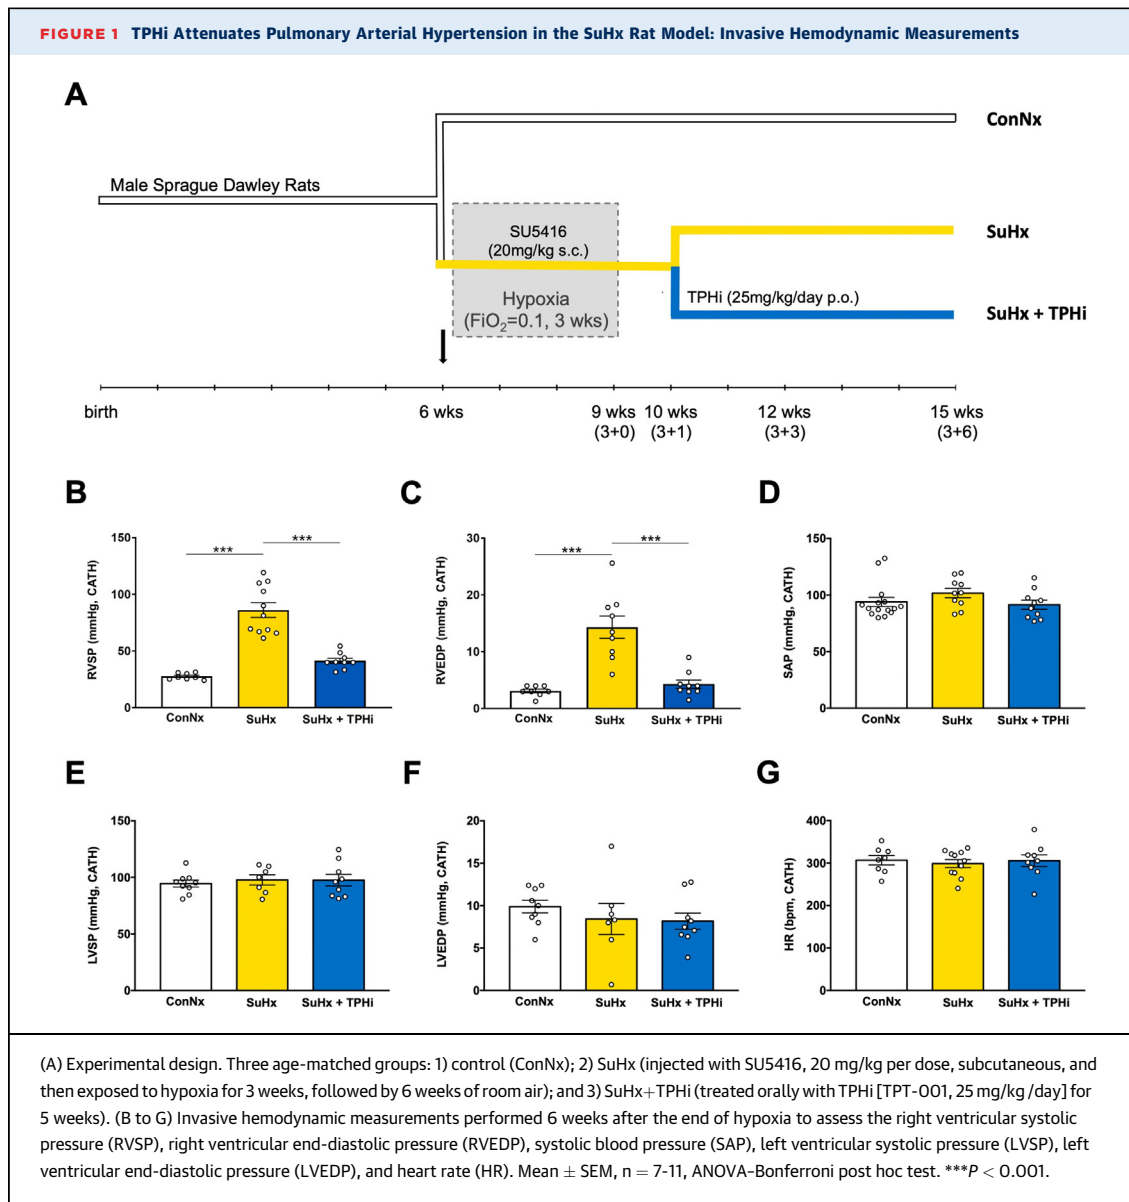 FIGURE 1 TPHi Attenuates Pulmonary Arterial Hypertension in the SuHx Rat Model: Invasive Hemodynamic Measurements
A
ConNx
Male Sprague Dawley Rats
SU5416
(20mg/kg s.c.)
SuHx
Hypoxia
(FiO₂=0.1, 3 wks)
TPHi (25mg/kg/day p.o.)
SuHx + TPHi
birth 6 wks 9 wks 10 wks 12 wks 15 wks
(3+0) (3+1) (3+3) (3+6)
B
RVSP (mmHg, CATH)
150
100
50
0
*** ***
ConNx SuHx SuHx + TPHi
C
RVEDP (mmHg, CATH)
30
20
10
0
*** ***
ConNx SuHx SuHx + TPHi
D
SAP (mmHg, CATH)
150
100
50
0
ConNx SuHx SuHx + TPHi
E
LVSP (mmHg, CATH)
150
100
50
0
ConNx SuHx SuHx + TPHi
F
LVEDP (mmHg, CATH)
20
15
10
5
0
ConNx SuHx SuHx + TPHi
G
HR (bpm, CATH)
400
300
200
100
0
ConNx SuHx SuHx + TPHi
(A) Experimental design. Three age-matched groups: 1) control (ConNx); 2) SuHx (injected with SU5416, 20 mg/kg per dose, subcutaneous, and
then exposed to hypoxia for 3 weeks, followed by 6 weeks of room air); and 3) SuHx+TPHi (treated orally with TPHi [TPT-001, 25 mg/kg /day] for
5 weeks). (B to G) Invasive hemodynamic measurements performed 6 weeks after the end of hypoxia to assess the right ventricular systolic
pressure (RVSP), right ventricular end-diastolic pressure (RVEDP), systolic blood pressure (SAP), left ventricular systolic pressure (LVSP), left
ventricular end-diastolic pressure (LVEDP), and heart rate (HR). Mean ± SEM, n = 7-11, ANOVA-Bonferroni post hoc test. ***P < 0.001.